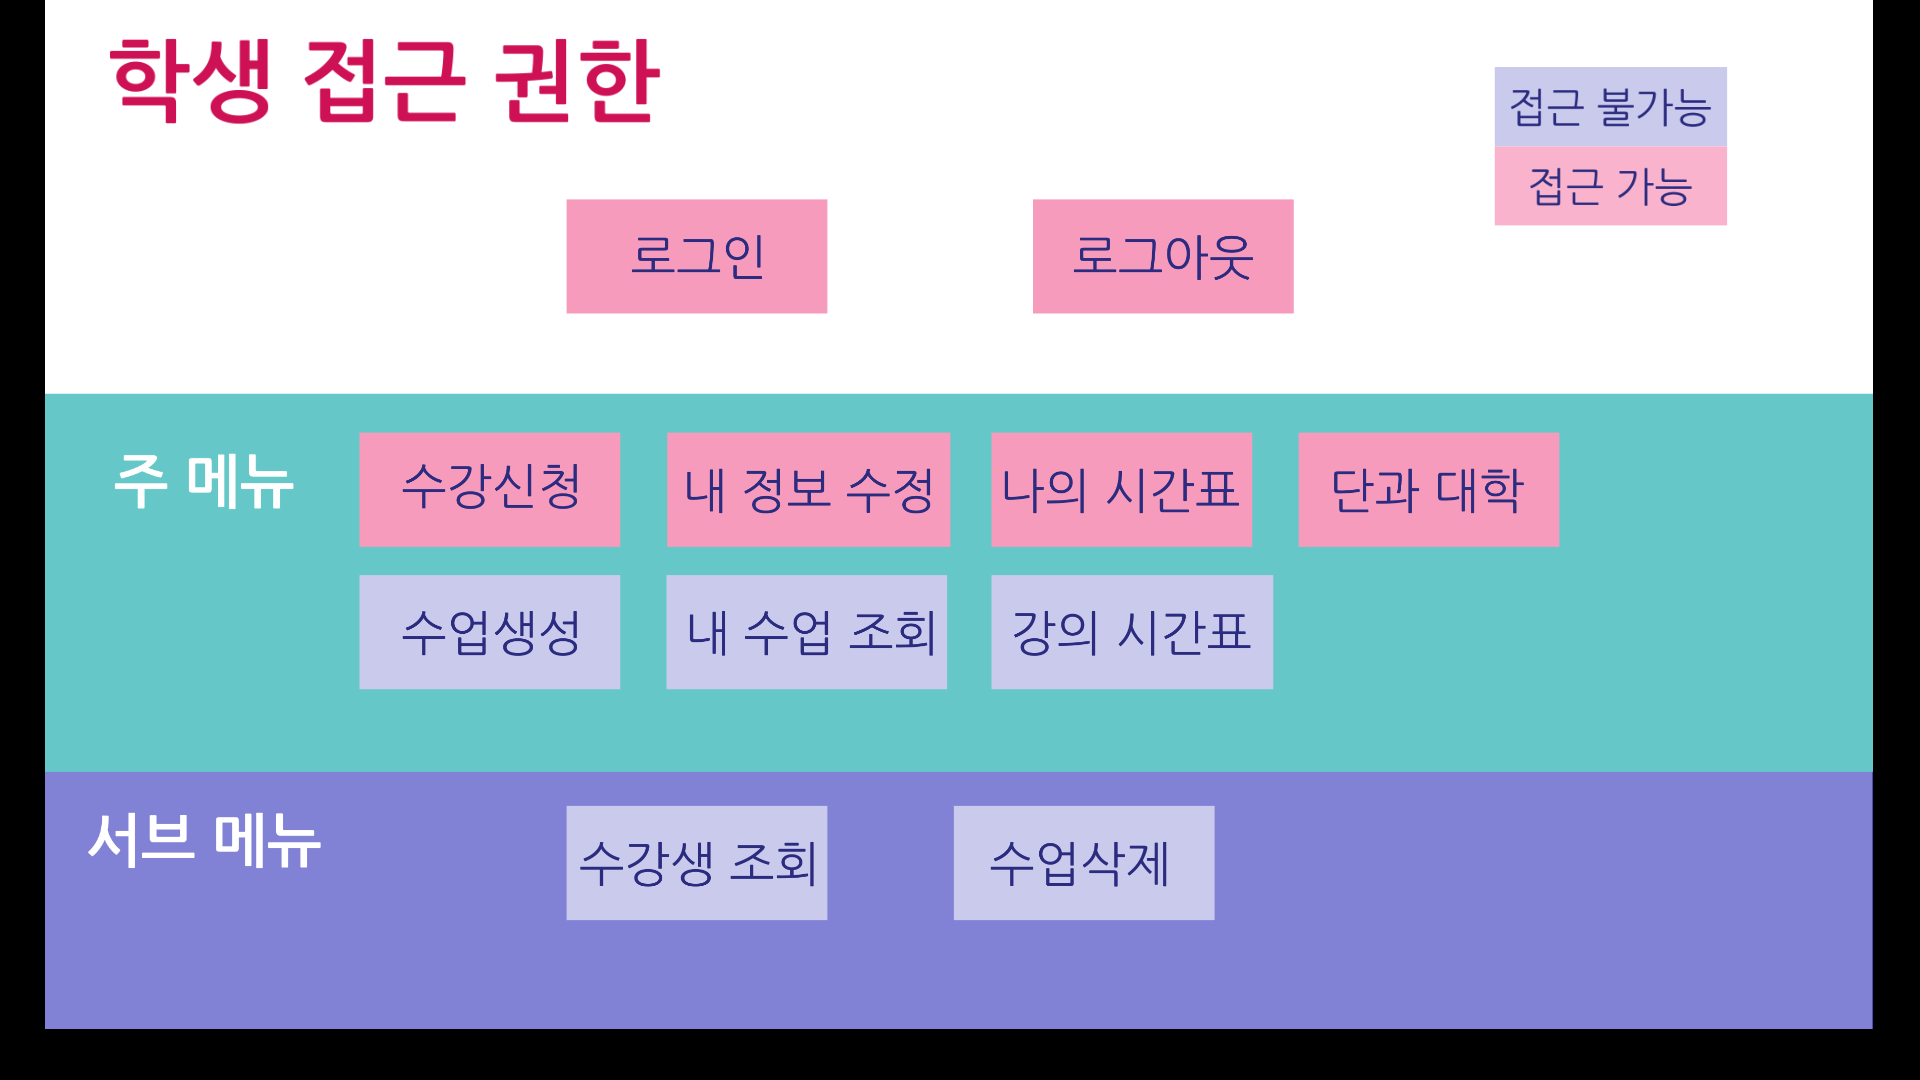 학생 접근 권한
접근 불가능
접근 가능
로그인
로그아웃
주 메뉴
수강신청
내 정보 수정
나의 시간표
단과 대학
수업생성
내 수업 조회
강의 시간표
서브 메뉴
수강생 조회
수업삭제